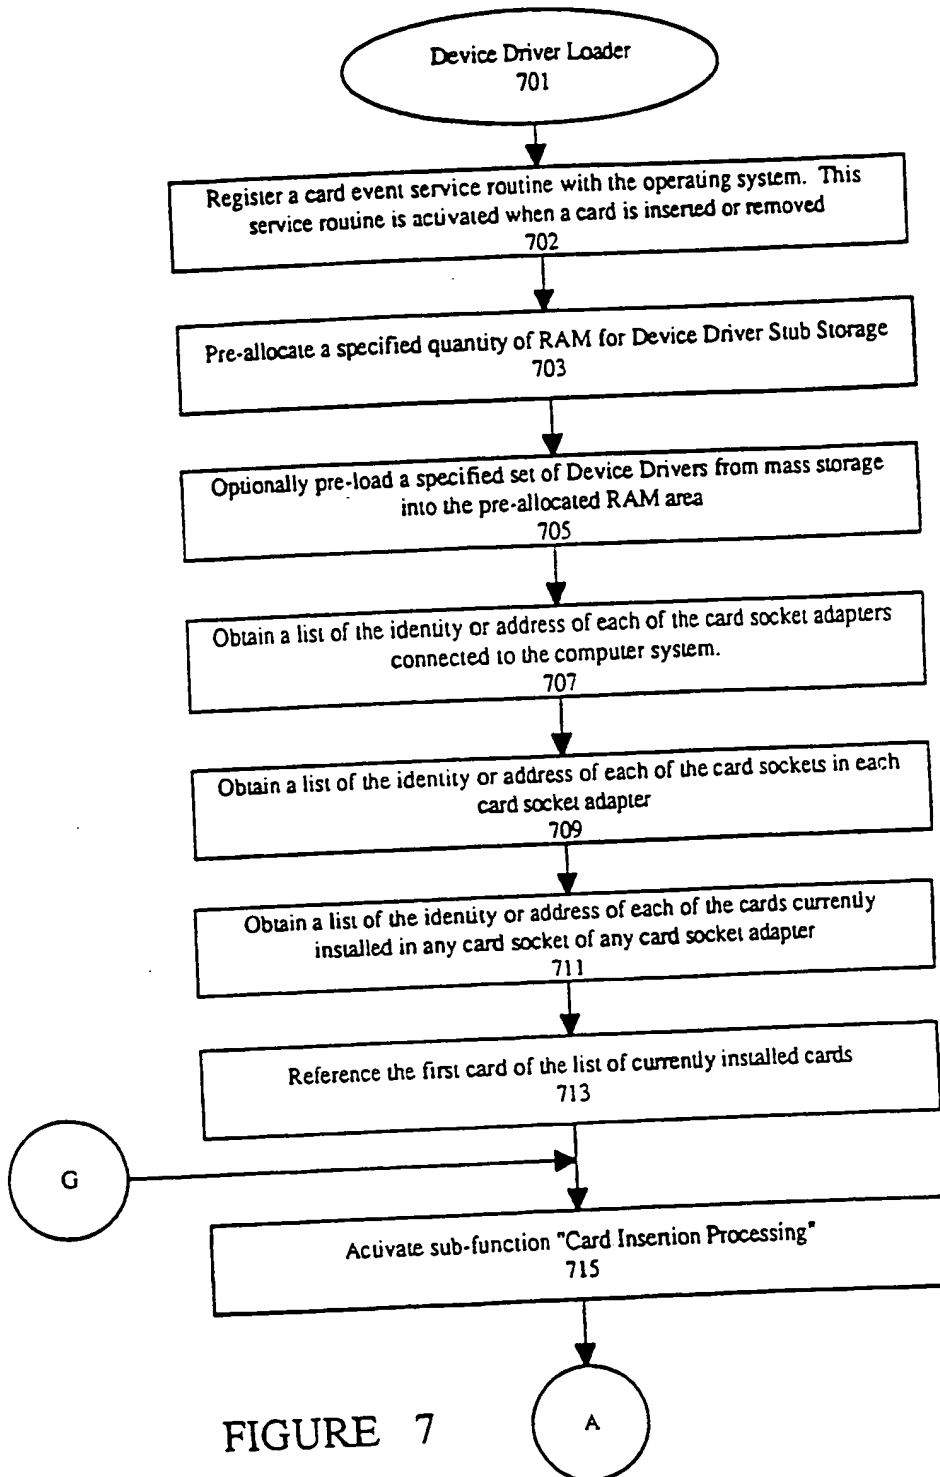 Device Driver Loader
701
Register a card event service routine with the operating system. This
service routine is activated when a card is inserted or removed
702
Pre-allocate a specified quantity of RAM for Device Driver Stub Storage
703
Optionally pre-load a specified set of Device Drivers from mass storage
into the pre-allocated RAM area
705
Obtain a list of the identity or address of each of the card socket adapters
connected to the computer system.
707
Obtain a list of the identity or address of each of the card sockets in each
card socket adapter
709
Obtain a list of the identity or address of each of the cards currently
installed in any card socket of any card socket adapter
711
Reference the first card of the list of currently installed cards
713
G
Activate sub-function "Card Insertion Processing"
715
A
FIGURE 7